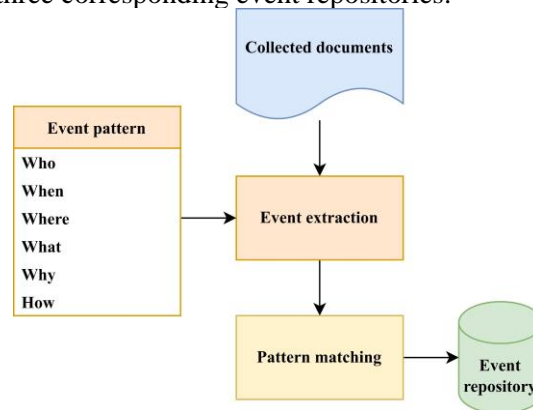 three corresponding event repositories.
Collected documents
Event pattern
Who
When
Where
What
Why
How
Event extraction
Pattern matching
Event
repository